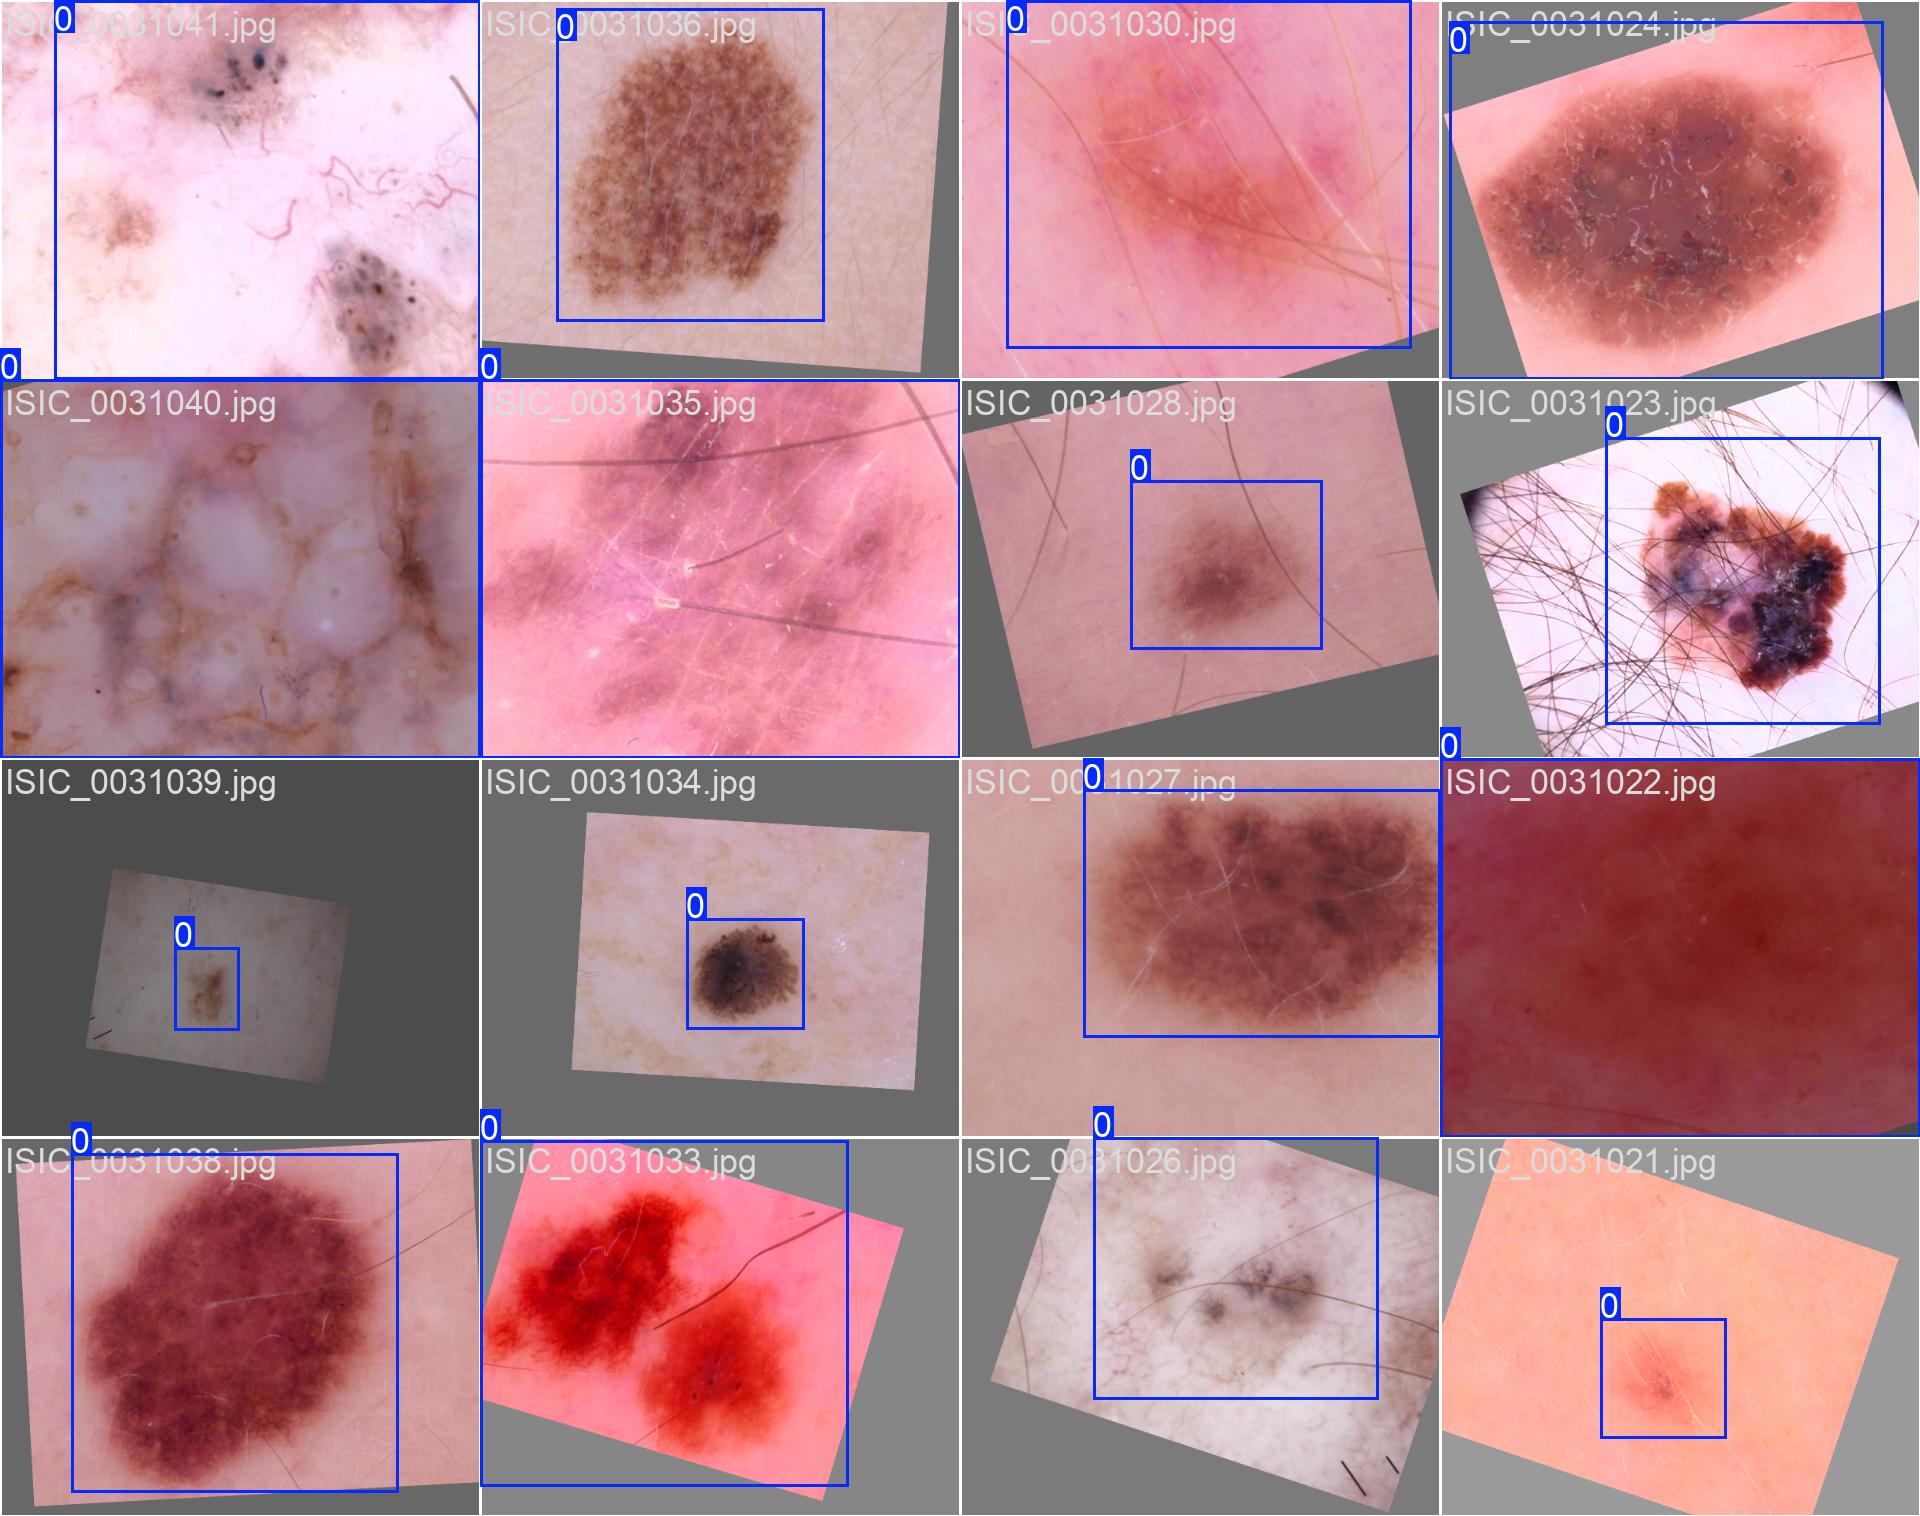 0
ISIC_0031041.jpg
0
ISIC_0031036.jpg
0
ISIC_0031030.jpg
0
ISIC_0031024.jpg
0
ISIC_0031040.jpg
0
ISIC_0031035.jpg
0
ISIC_0031028.jpg
0
ISIC_0031023.jpg
0
ISIC_0031039.jpg
0
ISIC_0031034.jpg
0
ISIC_0031027.jpg
0
ISIC_0031022.jpg
0
ISIC_0031038.jpg
0
ISIC_0031033.jpg
0
ISIC_0031026.jpg
0
ISIC_0031021.jpg
0